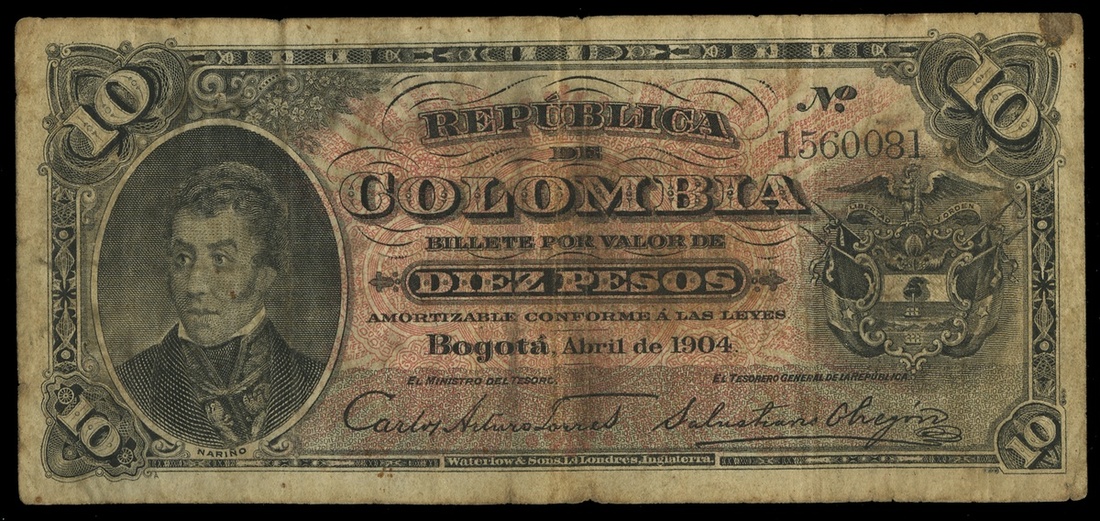 10
10
REPÚBLICA
Nº
1560081
DE
COLOMBIA
LIBERTAD Y ORDEN
BILLETE POR VALOR DE
DIEZ PESOS
AMORTIZABLE CONFORME Á LAS LEYES
Bogotá, Abril de 1904.
EL MINISTRO DEL TESORO.
EL TESORERO GENERAL DE LA REPÚBLICA
Carlos Arturo Torres
Salustiano Obregón
10
NARIÑO
10
Waterlow & Sons Ld Londres, Inglaterra.